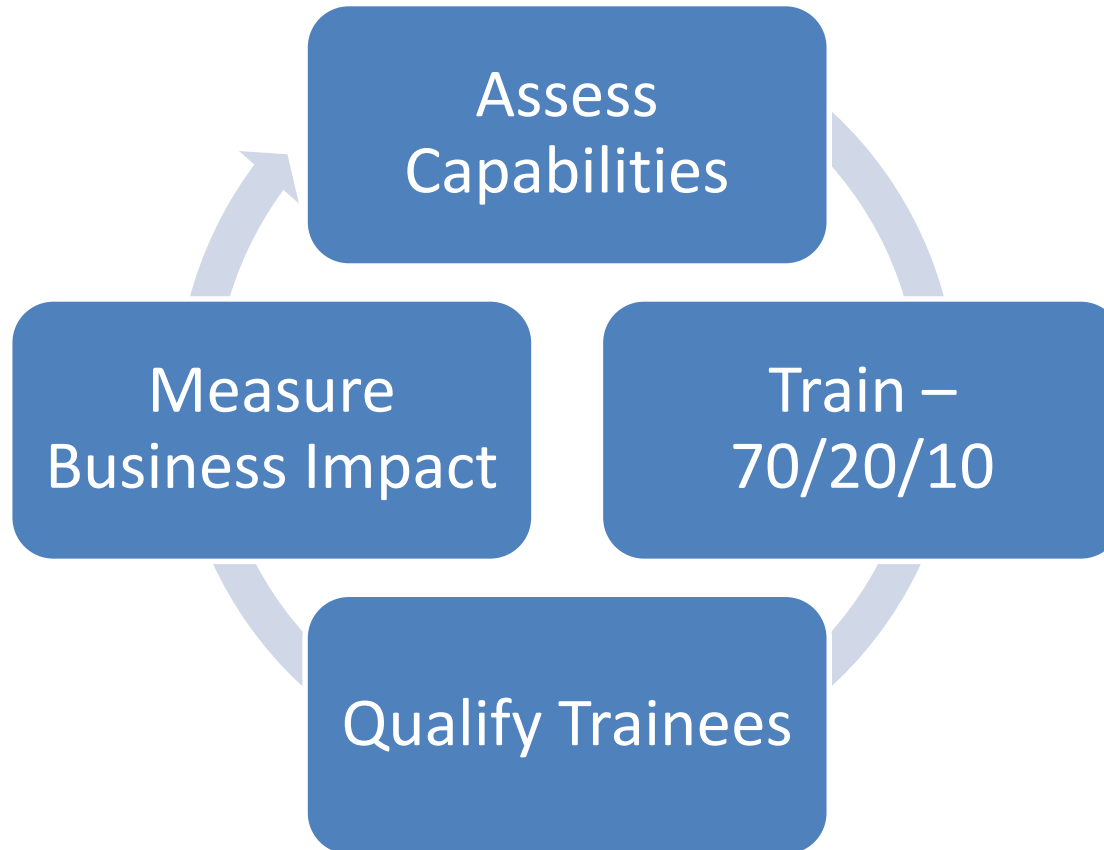 Assess
Capabilities
Measure
Business Impact
Train –
70/20/10
Qualify Trainees